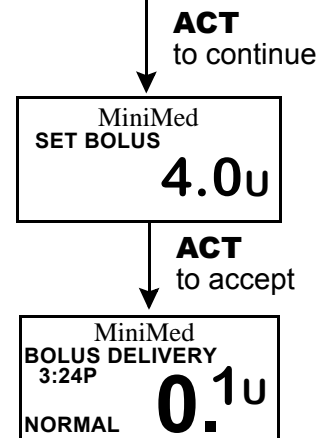 ACT
to continue
MiniMed
SET BOLUS
4.0U
ACT
to accept
MiniMed
BOLUS DELIVERY
3:24P
0.1U
NORMAL